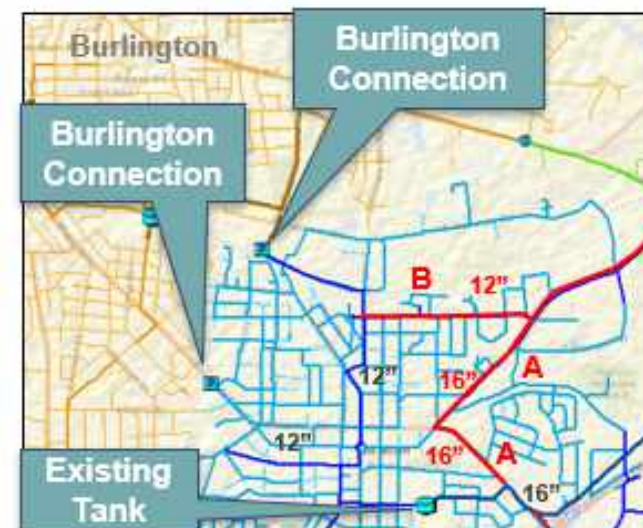 Burlington
Burlington
Connection
Burlington
Connection
B
12"
12"
16"
A
12"
16"
A
16"
Existing
Tank